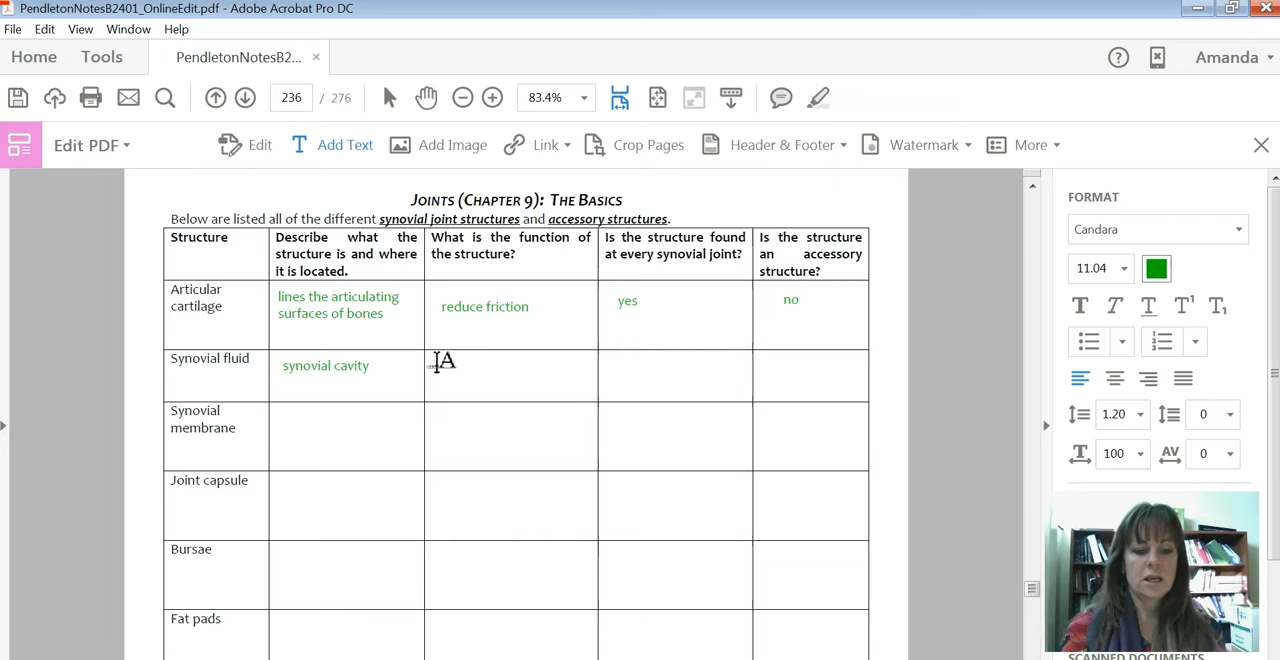 PendletonNotesB2401_OnlineEdit.pdf - Adobe Acrobat Pro DC
File Edit View Window Help
Home Tools PendletonNotesB2... × Amanda
236 / 276 83.4%
Edit PDF Edit Add Text Add Image Link Crop Pages Header & Footer Watermark More
JOINTS (CHAPTER 9): THE BASICS
Below are listed all of the different synovial joint structures and accessory structures.
Structure
Describe what the structure is and where it is located.
What is the function of the structure?
Is the structure found at every synovial joint?
Is the structure an accessory structure?
Articular cartilage
lines the articulating surfaces of bones
reduce friction
yes
no
Synovial fluid
synovial cavity
Synovial membrane
Joint capsule
Bursae
Fat pads
FORMAT
Candara
11.04
T T T T¹ T₁
1.20 0
100 AV 0
SCANNED DOCUMENTS